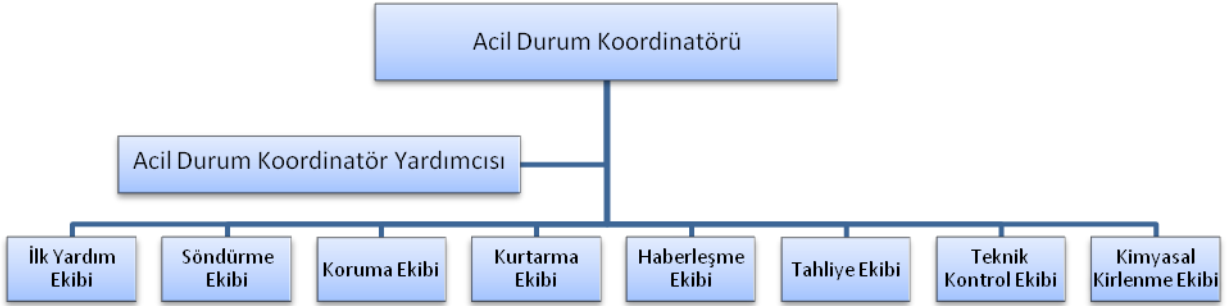 Acil Durum Koordinatörü
Acil Durum Koordinatör Yardımcısı
İlk Yardım
Ekibi
Söndürme
Ekibi
Koruma Ekibi
Kurtarma
Ekibi
Haberleşme
Ekibi
Tahliye Ekibi
Teknik
Kontrol Ekibi
Kimyasal
Kirlenme Ekibi